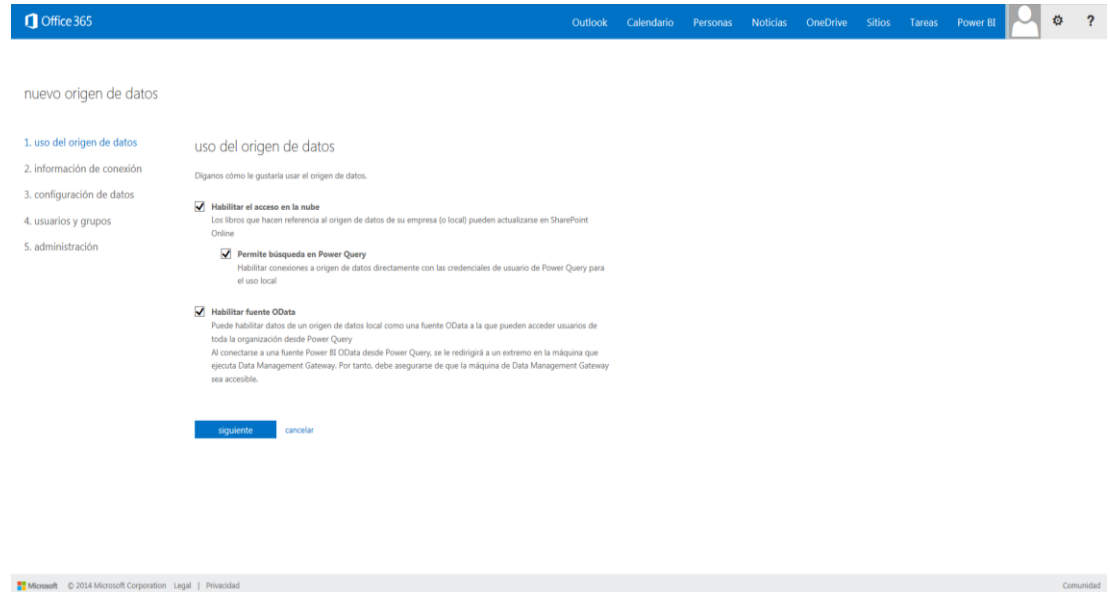 Office 365
Outlook Calendario Personas Noticias OneDrive Sitios Tareas Power BI ?
nuevo origen de datos
1. uso del origen de datos
2. información de conexión
3. configuración de datos
4. usuarios y grupos
5. administración
uso del origen de datos
Díganos cómo le gustaría usar el origen de datos.
Habilitar el acceso en la nube
Los libros que hacen referencia al origen de datos de su empresa (o local) pueden actualizarse en SharePoint
Online
Permite búsqueda en Power Query
Habilitar conexiones a origen de datos directamente con las credenciales de usuario de Power Query para
el uso local
Habilitar fuente OData
Puede habilitar datos de un origen de datos local como una fuente OData a la que pueden acceder usuarios de
toda la organización desde Power Query
Al conectarse a una fuente Power BI OData desde Power Query, se le redirigirá a un extremo en la máquina que
ejecuta Data Management Gateway. Por tanto, debe asegurarse de que la máquina de Data Management Gateway
sea accesible.
siguiente cancelar
Microsoft © 2014 Microsoft Corporation Legal | Privacidad Comunidad